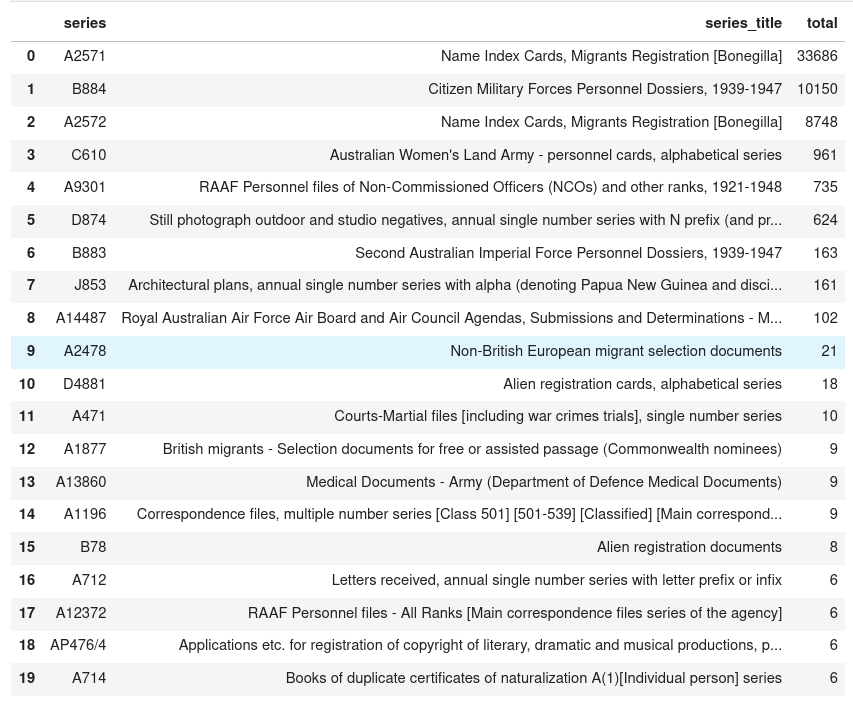 series series_title total
0 A2571 Name Index Cards, Migrants Registration [Bonegilla] 33686
1 B884 Citizen Military Forces Personnel Dossiers, 1939-1947 10150
2 A2572 Name Index Cards, Migrants Registration [Bonegilla] 8748
3 C610 Australian Women's Land Army - personnel cards, alphabetical series 961
4 A9301 RAAF Personnel files of Non-Commissioned Officers (NCOs) and other ranks, 1921-1948 735
5 D874 Still photograph outdoor and studio negatives, annual single number series with N prefix (and pr... 624
6 B883 Second Australian Imperial Force Personnel Dossiers, 1939-1947 163
7 J853 Architectural plans, annual single number series with alpha (denoting Papua New Guinea and disci... 161
8 A14487 Royal Australian Air Force Air Board and Air Council Agendas, Submissions and Determinations - M... 102
9 A2478 Non-British European migrant selection documents 21
10 D4881 Alien registration cards, alphabetical series 18
11 A471 Courts-Martial files [including war crimes trials], single number series 10
12 A1877 British migrants - Selection documents for free or assisted passage (Commonwealth nominees) 9
13 A13860 Medical Documents - Army (Department of Defence Medical Documents) 9
14 A1196 Correspondence files, multiple number series [Class 501] [501-539] [Classified] [Main correspond... 9
15 B78 Alien registration documents 8
16 A712 Letters received, annual single number series with letter prefix or infix 6
17 A12372 RAAF Personnel files - All Ranks [Main correspondence files series of the agency] 6
18 AP476/4 Applications etc. for registration of copyright of literary, dramatic and musical productions, p... 6
19 A714 Books of duplicate certificates of naturalization A(1)[Individual person] series 6